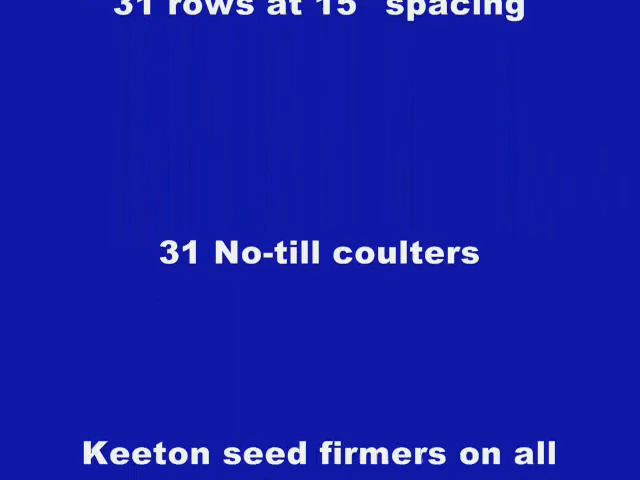 31 rows at 15" spacing
31 No-till coulters
Keeton seed firmers on all